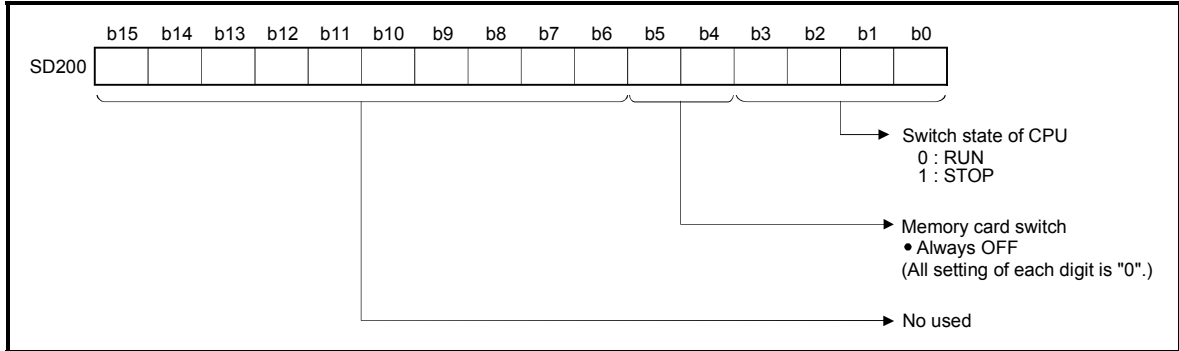 b15 b14 b13 b12 b11 b10 b9 b8 b7 b6 b5 b4 b3 b2 b1 b0
SD200
Switch state of CPU
0 : RUN
1 : STOP
Memory card switch
• Always OFF
(All setting of each digit is "0".)
No used